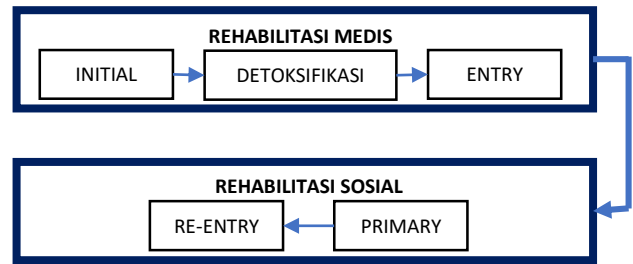 REHABILITASI MEDIS
INITIAL DETOKSIFIKASI ENTRY
REHABILITASI SOSIAL
RE-ENTRY PRIMARY